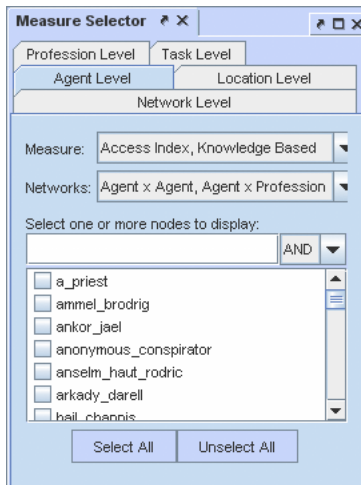 Measure Selector
Profession Level Task Level
Agent Level Location Level
Network Level
Measure: Access Index, Knowledge Based
Networks: Agent x Agent, Agent x Profession
Select one or more nodes to display:
AND
a_priest
ammel_brodrig
ankor_jael
anonymous_conspirator
anselm_haut_rodric
arkady_darell
bail_channis
Select All Unselect All